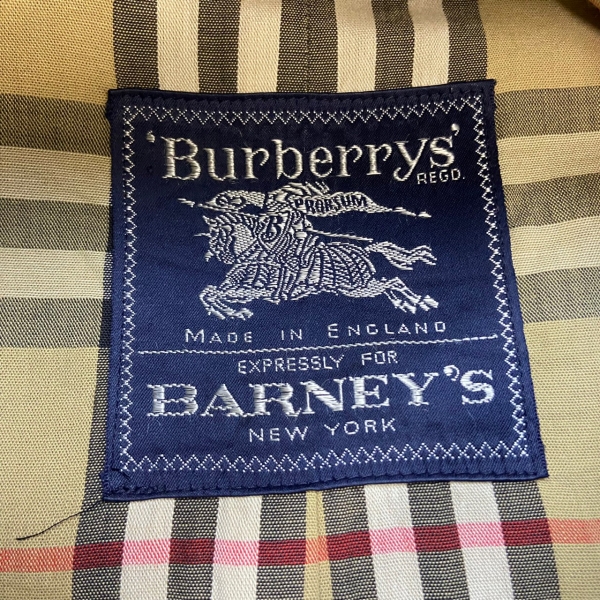 'Burberrys'
REGD.
PRORSUM
B
MADE IN ENGLAND
EXPRESSLY FOR
BARNEY'S
NEW YORK